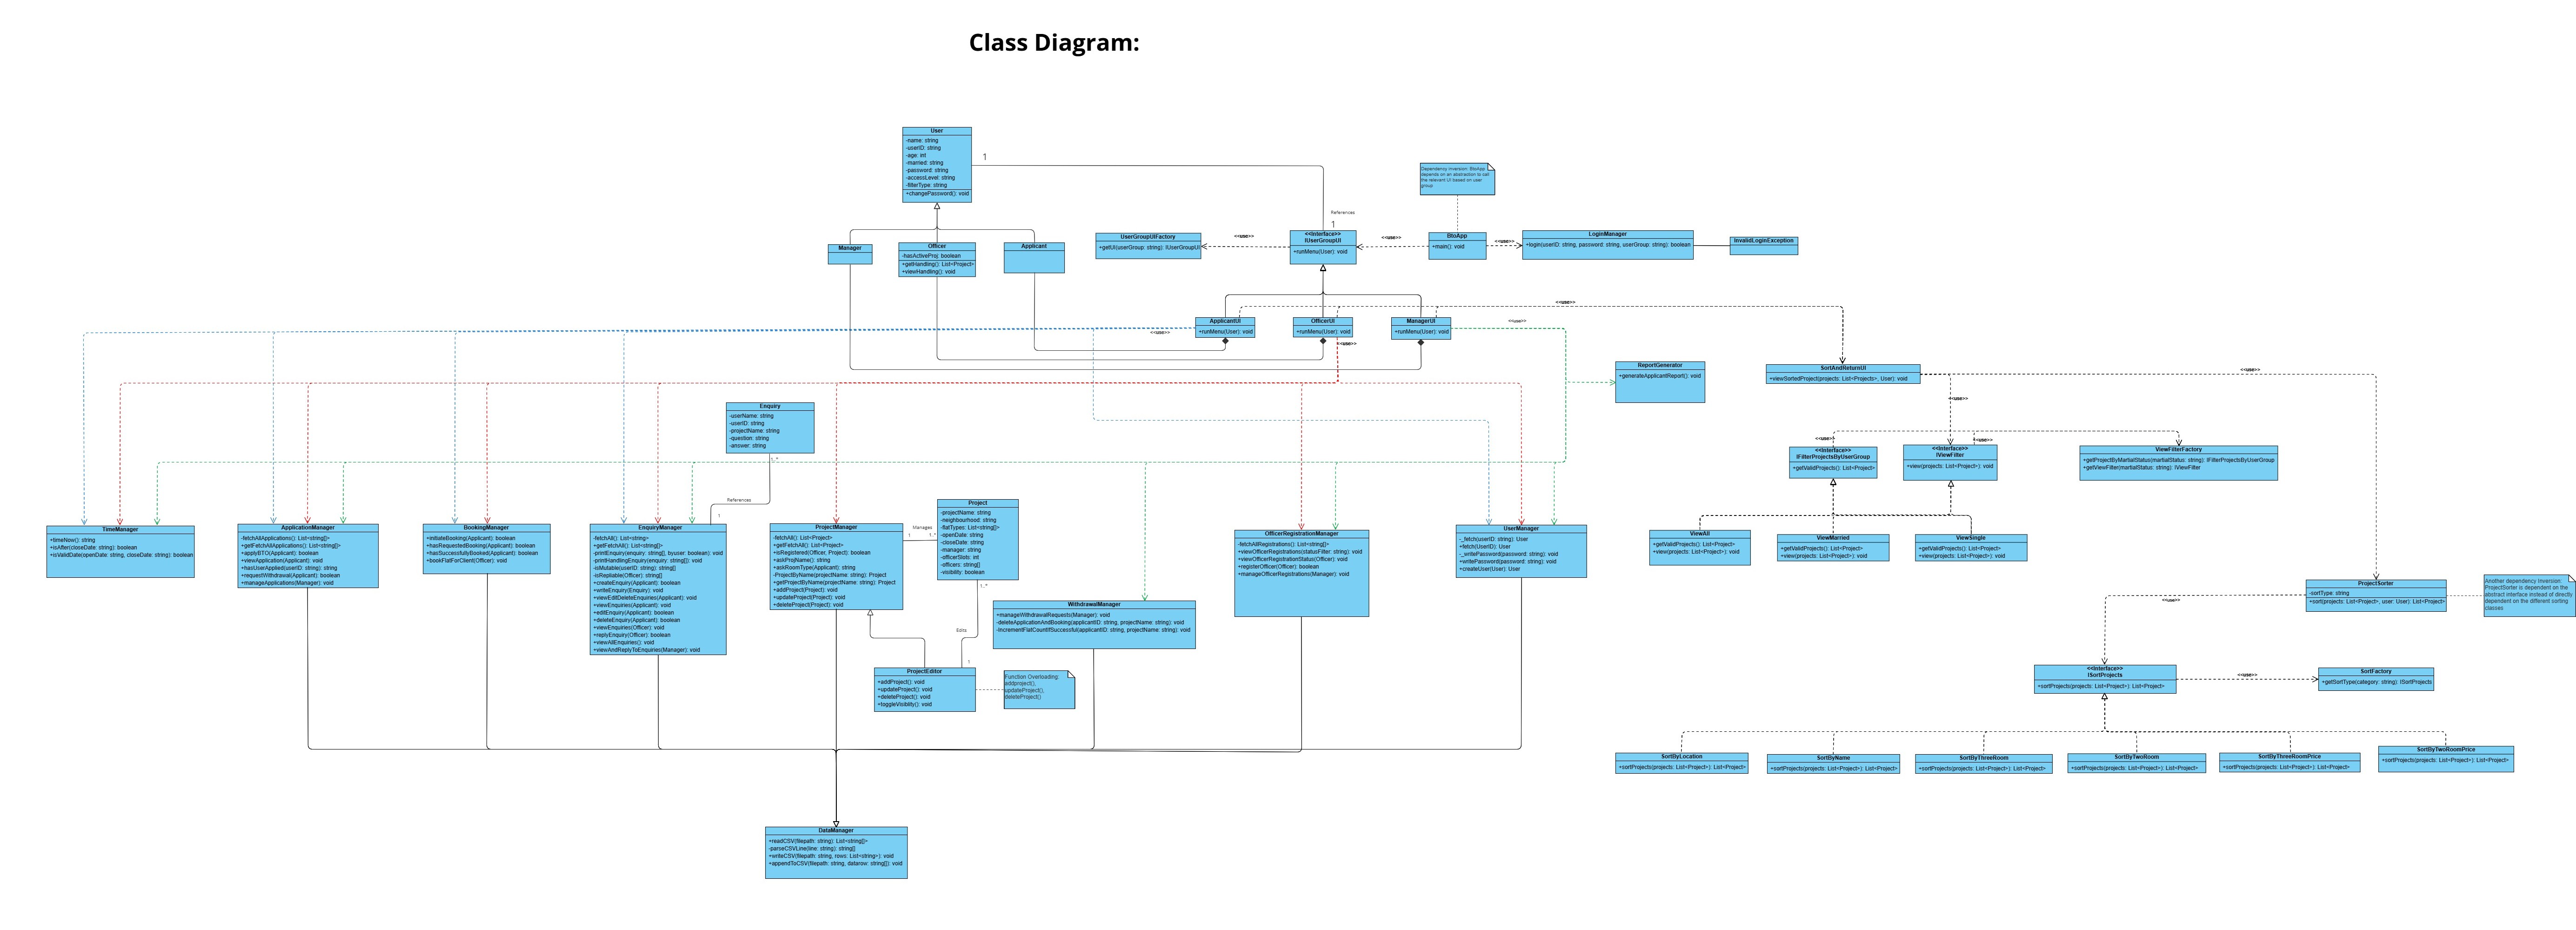 Class Diagram:
User
-name: string
-userID: string
-age: int
-married: string
-password: string
-accessLevel: string
-filterType: string
+changePassword(): void
1
References
1
Dependency Inversion: BtoApp
depends on an abstraction to call
the relevant UI based on user
group
Manager
Officer
-hasActiveProj: boolean
+getHandling(): List<Project>
+viewHandling(): void
Applicant
UserGroupUIFactory
+getUI(userGroup: string): IUserGroupUI
<<use>>
<<Interface>>
IUserGroupUI
+runMenu(User): void
<<use>>
BtoApp
+main(): void
<<use>>
LoginManager
+login(userID: string, password: string, userGroup: string): boolean
InvalidLoginException
<<use>>
ApplicantUI
+runMenu(User): void
OfficerUI
+runMenu(User): void
ManagerUI
+runMenu(User): void
<<use>>
<<use>>
<<use>>
ReportGenerator
+generateApplicantReport(): void
SortAndReturnUI
+viewSortedProject(projects: List<Projects>, User): void
<<use>>
<<use>>
Enquiry
-userName: string
-userID: string
-projectName: string
-question: string
-answer: string
1..*
References
1
<<use>>
<<use>>
<<Interface>>
IFilterProjectsByUserGroup
+getValidProjects(): List<Project>
<<Interface>>
IViewFilter
+view(projects: List<Project>): void
ViewFilterFactory
+getProjectByMartialStatus(martialStatus: string): IFilterProjectsByUserGroup
+getViewFilter(martialStatus: string): IViewFilter
TimeManager
+timeNow(): string
+isAfter(closeDate: string): boolean
+isValidDate(openDate: string, closeDate: string): boolean
ApplicationManager
-fetchAllApplications(): List<string[]>
+getFetchAllApplications(): List<string[]>
+applyBTO(Applicant): boolean
+viewApplication(Applicant): void
+hasUserApplied(userID: string): string
+requestWithdrawal(Applicant): boolean
+manageApplications(Manager): void
BookingManager
+initiateBooking(Applicant): boolean
+hasRequestedBooking(Applicant): boolean
+hasSuccessfullyBooked(Applicant): boolean
+bookFlatForClient(Officer): void
EnquiryManager
-fetchAll(): List<string>
+getFetchAll(): List<string[]>
-printEnquiry(enquiry: string[], byuser: boolean): void
-printHandlingEnquiry(enquiry: string[]): void
-isMutable(userID: string): string[]
-isRepliable(Officer): string[]
+createEnquiry(Applicant): boolean
+writeEnquiry(Enquiry): void
+viewEditDeleteEnquiries(Applicant): void
+viewEnquiries(Applicant): void
+editEnquiry(Applicant): boolean
+deleteEnquiry(Applicant): boolean
+viewEnquiries(Officer): void
+replyEnquiry(Officer): boolean
+viewAllEnquiries(): void
+viewAndReplyToEnquiries(Manager): void
ProjectManager
-fetchAll(): List<Project>
+getFetchAll(): List<Project>
+isRegistered(Officer, Project): boolean
+askProjName(): string
+askRoomType(Applicant): string
-ProjectByName(projectName: string): Project
+getProjectByName(projectName: string): Project
+addProject(Project): void
+updateProject(Project): void
+deleteProject(Project): void
Manages
1
1..*
Project
-projectName: string
-neighbourhood: string
-flatTypes: List<string[]>
-openDate: string
-closeDate: string
-manager: string
-officerSlots: int
-officers: string[]
-visibility: boolean
1..*
Edits
1
WithdrawalManager
+manageWithdrawalRequests(Manager): void
-deleteApplicationAndBooking(applicantID: string, projectName: string): void
-incrementFlatCountIfSuccessful(applicantID: string, projectName: string): void
OfficerRegistrationManager
-fetchAllRegistrations(): List<string[]>
+viewOfficerRegistrations(statusFilter: string): void
+viewOfficerRegistrationStatus(Officer): void
+registerOfficer(Officer): boolean
+manageOfficerRegistrations(Manager): void
UserManager
-_fetch(userID: string): User
+fetch(UserID): User
-_writePassword(password: string): void
+writePassword(password: string): void
+createUser(User): User
ViewAll
+getValidProjects(): List<Project>
+view(projects: List<Project>): void
ViewMarried
+getValidProjects(): List<Project>
+view(projects: List<Project>): void
ViewSingle
+getValidProjects(): List<Project>
+view(projects: List<Project>): void
ProjectSorter
-sortType: string
+sort(projects: List<Project>, user: User): List<Project>
Another dependency Inversion
ProjectSorter is dependent on the
abstract interface instead of directly
dependent on the different sorting
classes
<<use>>
ProjectEditor
+addProject(): void
+updateProject(): void
+deleteProject(): void
+toggleVisiblity(): void
Function Overloading:
addproject(),
updateProject(),
deleteProject()
<<Interface>>
ISortProjects
+sortProjects(projects: List<Project>): List<Project>
<<use>>
SortFactory
+getSortType(category: string): ISortProjects
SortByLocation
+sortProjects(projects: List<Project>): List<Project>
SortByName
+sortProjects(projects: List<Project>): List<Project>
SortByThreeRoom
+sortProjects(projects: List<Project>): List<Project>
SortByTwoRoom
+sortProjects(projects: List<Project>): List<Project>
SortByThreeRoomPrice
+sortProjects(projects: List<Project>): List<Project>
SortByTwoRoomPrice
+sortProjects(projects: List<Project>): List<Project>
DataManager
+readCSV(filepath: string): List<string[]>
-parseCSVLine(line: string): string[]
+writeCSV(filepath: string, rows: List<string>): void
+appendToCSV(filepath: string, datarow: string[]): void